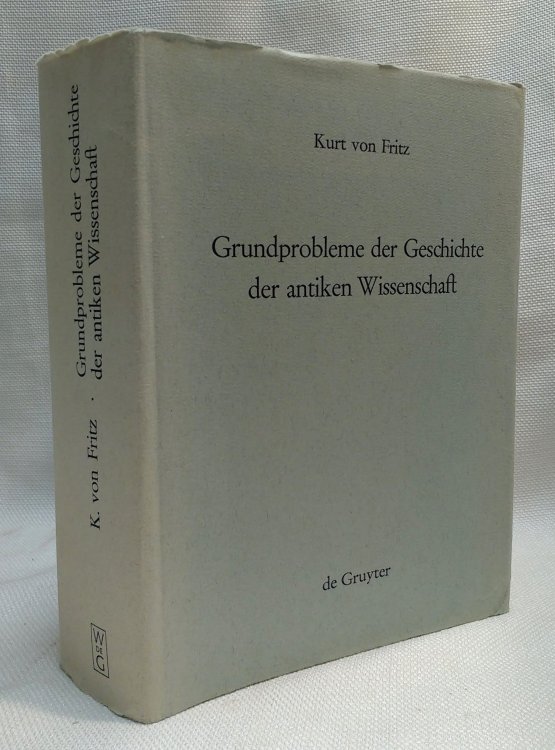 Kurt von Fritz
Grundprobleme der Geschichte
der antiken Wissenschaft
de Gruyter
K. von Fritz · Grundprobleme der Geschichte
der antiken Wissenschaft
W
de
G